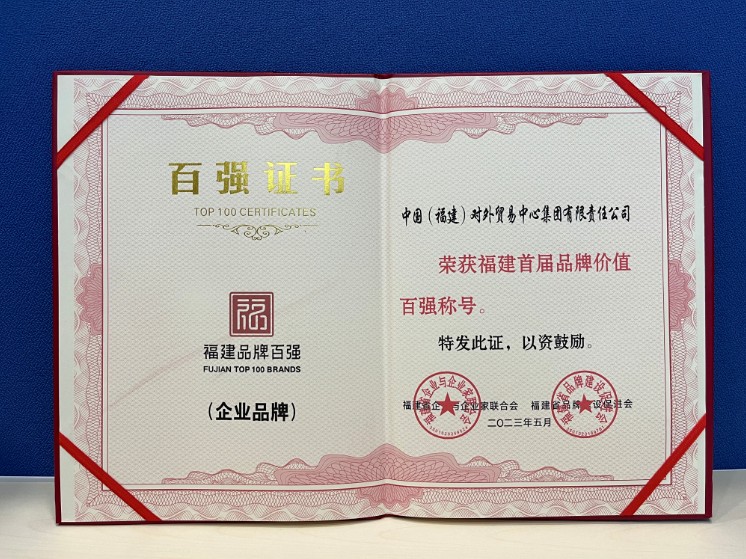 百强证书
TOP 100 CERTIFICATES
福建品牌百强
FUJIAN TOP 100 BRANDS
（企业品牌）
中国（福建）对外贸易中心集团有限责任公司
荣获福建首届品牌价值
百强称号。
特发此证，以资鼓励。
福建省企业与企业家联合会 福建省品牌建设促进会
二〇二三年五月